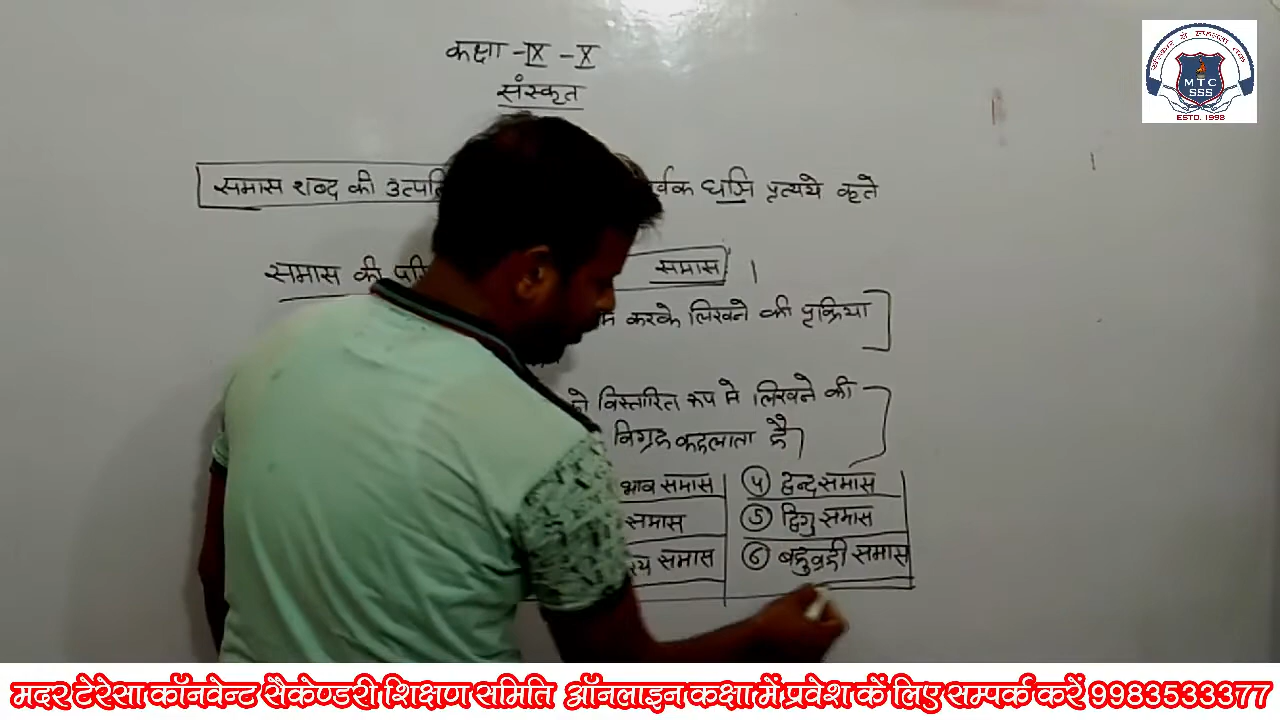 कक्षा - IX - X
संस्कृत
समास शब्द की उत्पति र्वक धञि प्रत्यये कृते
समास की परि समास ।
करके लिखने की प्रक्रिया
विस्तारित रूप मे लिखने की
विग्रह कहलाता है।
भाव समास
समास
समास
④ द्वन्द समास
⑤ द्विगु समास
⑥ बहुव्रही समास
MTC
SSS
ESTD. 1998
मदर टेरेसा कॉनवेन्ट सैकेण्डरी शिक्षण समिति ऑनलाइन कक्षा में प्रवेश कें लिए सम्पर्क करें 9983533377